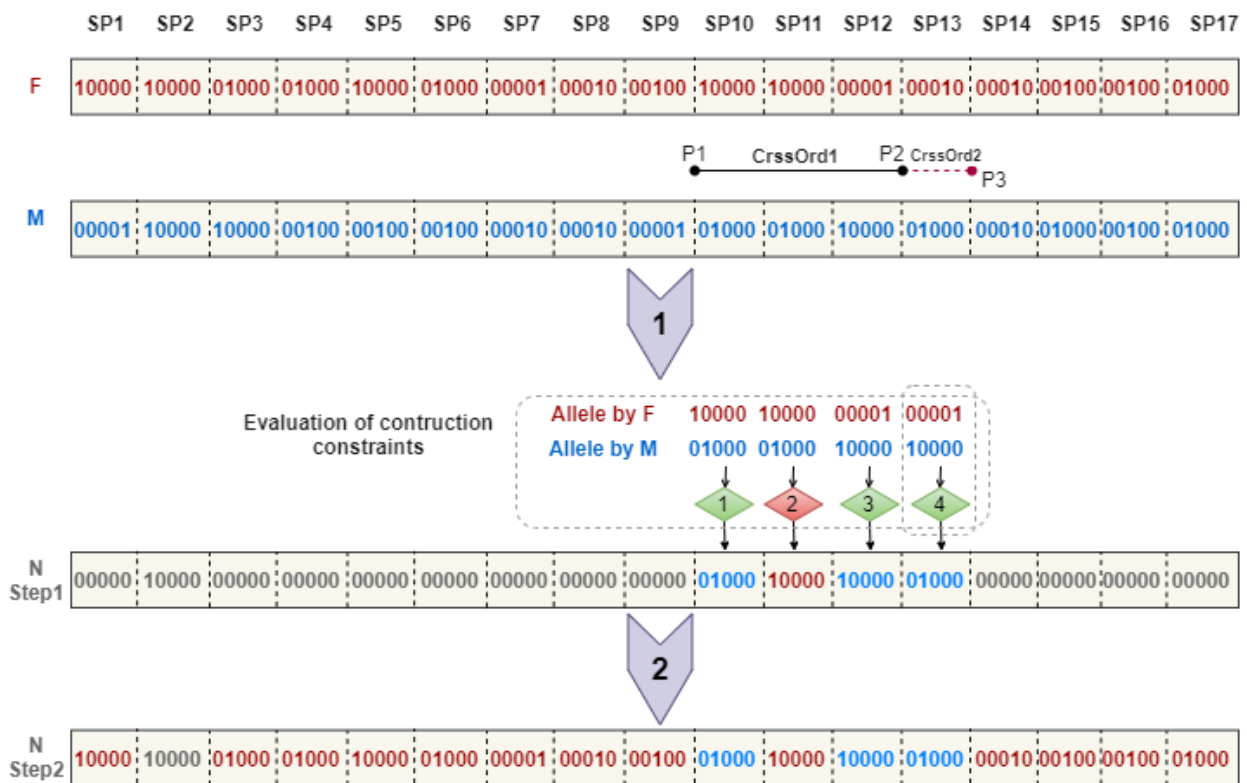 SP1 SP2 SP3 SP4 SP5 SP6 SP7 SP8 SP9 SP10 SP11 SP12 SP13 SP14 SP15 SP16 SP17
F 10000 10000 01000 01000 10000 01000 00001 00010 00100 10000 10000 00001 00010 00010 00100 00100 01000
P1 CrssOrd1 P2 CrssOrd2
P3
M 00001 10000 10000 00100 00100 00100 00010 00010 00001 01000 01000 10000 01000 00010 01000 00100 01000
1
Evaluation of contruction
constraints
Allele by F 10000 10000 00001 00001
Allele by M 01000 01000 10000 10000
1 2 3 4
N
Step1 00000 10000 00000 00000 00000 00000 00000 00000 00000 01000 10000 10000 01000 00000 00000 00000 00000
2
N
Step2 10000 10000 01000 01000 10000 01000 00001 00010 00100 01000 10000 10000 01000 00010 00100 00100 01000